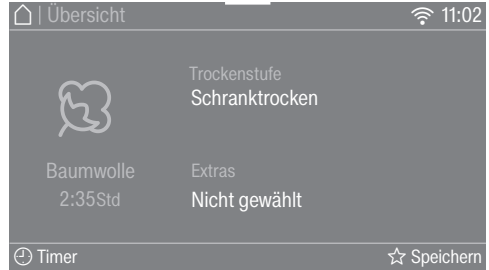 | Übersicht 11:02
Trockenstufe
Schranktrocken
Baumwolle
2:35Std
Extras
Nicht gewählt
Timer Speichern